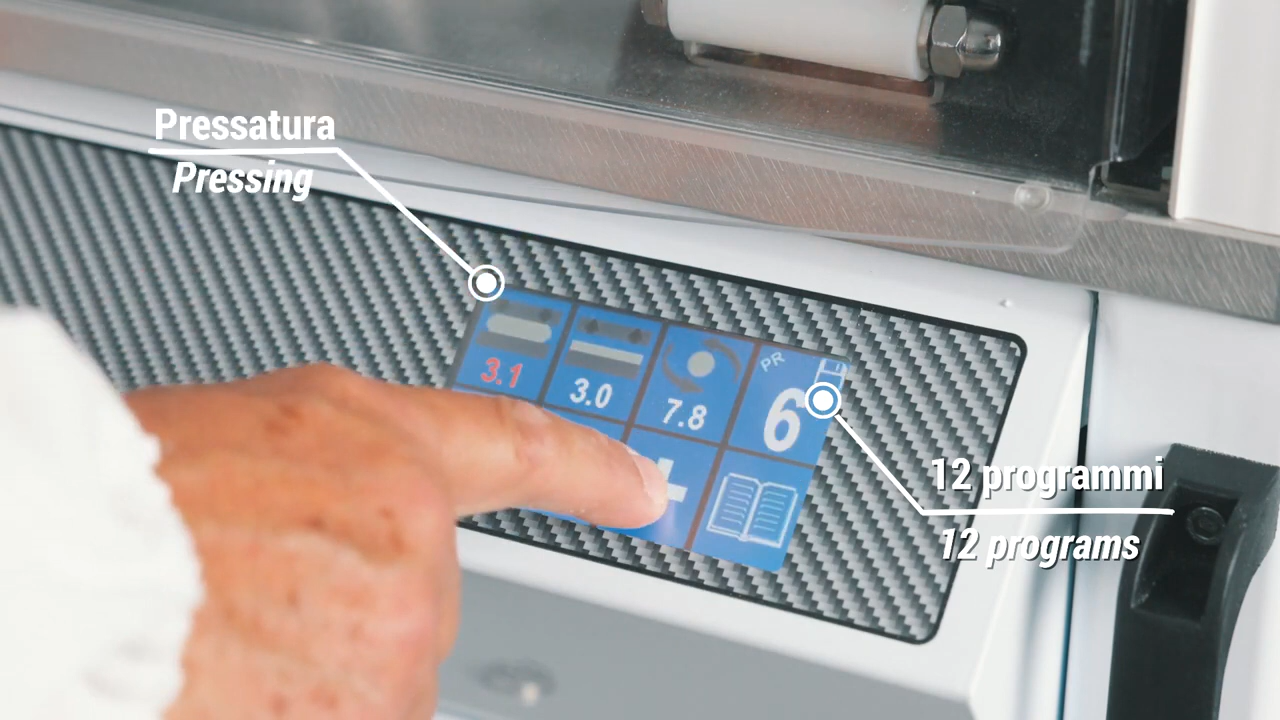 Pressatura
Pressing
3.1
3.0
7.8
PR
6
+
12 programmi
12 programs